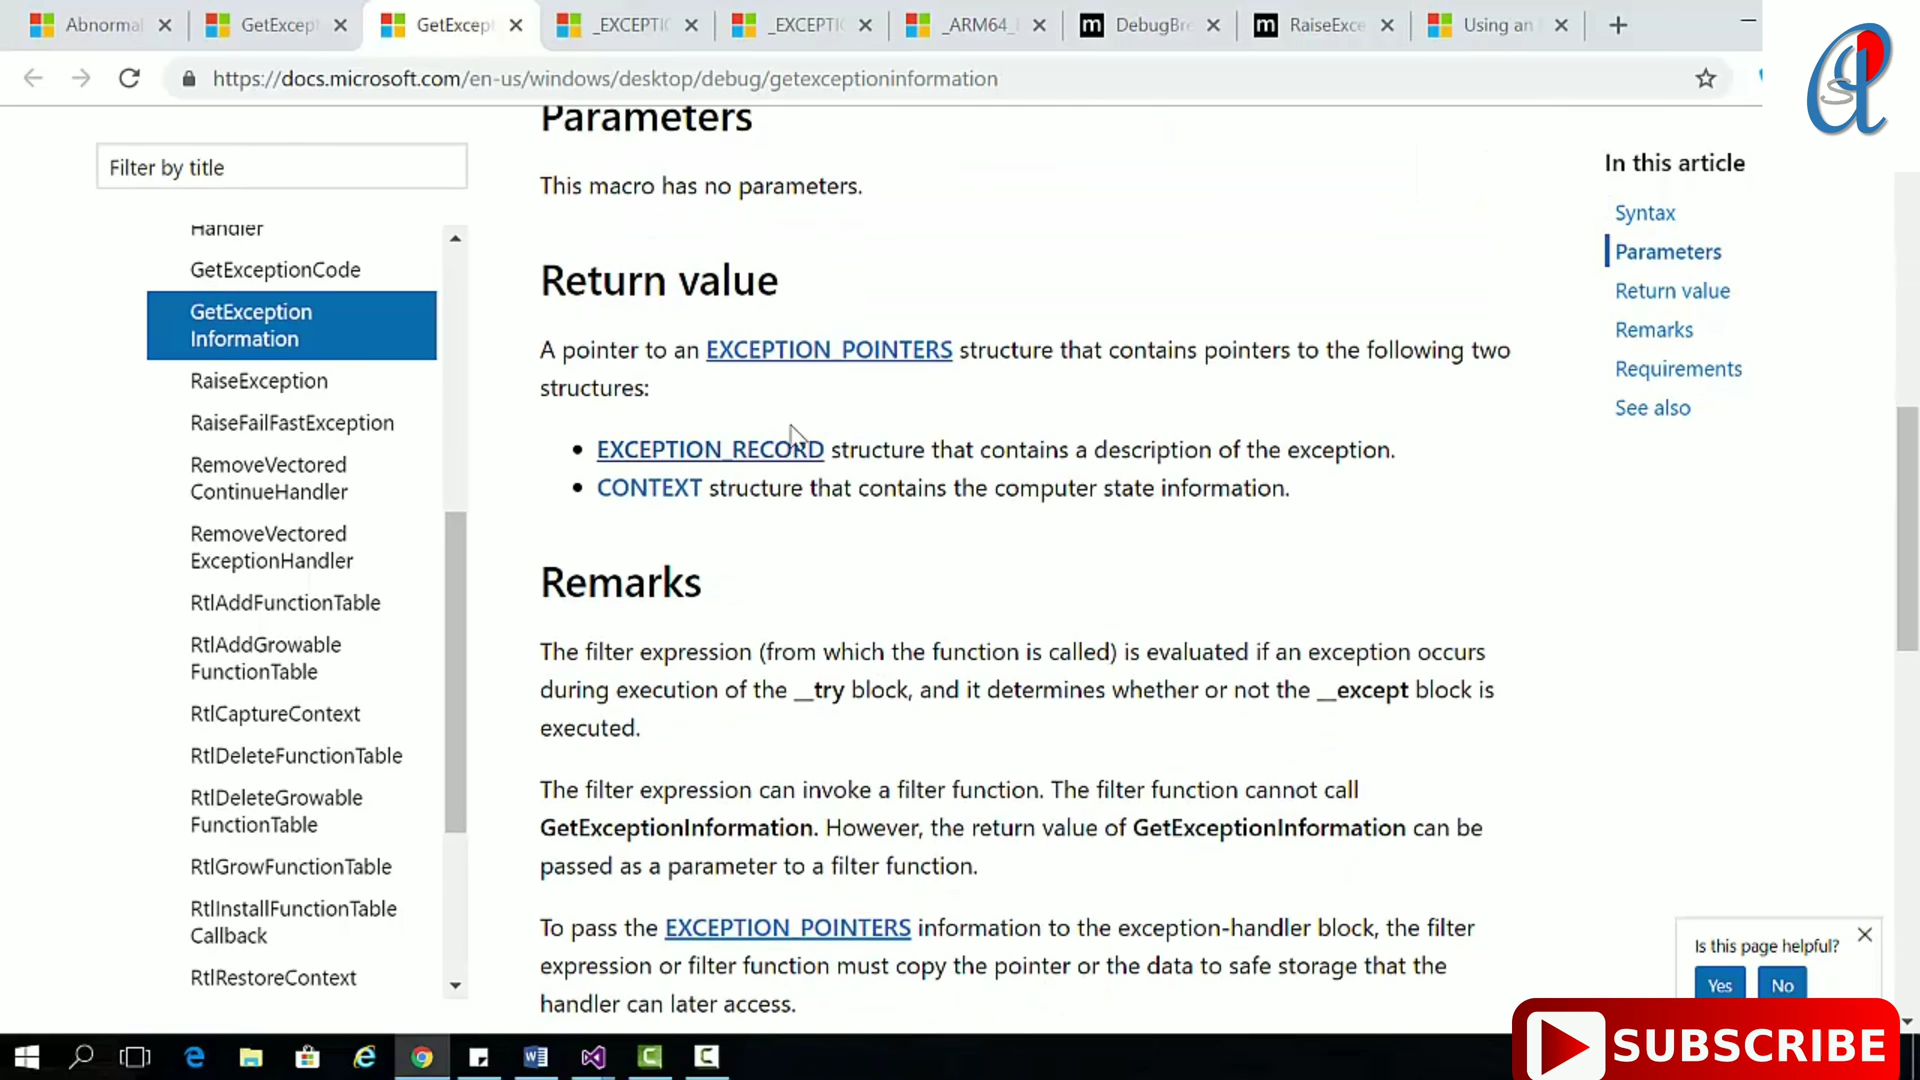 Abnormal
GetExcept
GetExcept
_EXCEPTIO
_EXCEPTIO
_ARM64_
DebugBre
RaiseExce
Using an
https://docs.microsoft.com/en-us/windows/desktop/debug/getexceptioninformation
Filter by title
Handler
GetExceptionCode
GetException
Information
RaiseException
RaiseFailFastException
RemoveVectored
ContinueHandler
RemoveVectored
ExceptionHandler
RtlAddFunctionTable
RtlAddGrowable
FunctionTable
RtlCaptureContext
RtlDeleteFunctionTable
RtlDeleteGrowable
FunctionTable
RtlGrowFunctionTable
RtlInstallFunctionTable
Callback
RtlRestoreContext
Parameters
This macro has no parameters.
Return value
A pointer to an EXCEPTION_POINTERS structure that contains pointers to the following two
structures:
• EXCEPTION_RECORD structure that contains a description of the exception.
• CONTEXT structure that contains the computer state information.
Remarks
The filter expression (from which the function is called) is evaluated if an exception occurs
during execution of the __try block, and it determines whether or not the __except block is
executed.
The filter expression can invoke a filter function. The filter function cannot call
GetExceptionInformation. However, the return value of GetExceptionInformation can be
passed as a parameter to a filter function.
To pass the EXCEPTION_POINTERS information to the exception-handler block, the filter
expression or filter function must copy the pointer or the data to safe storage that the
handler can later access.
In this article
Syntax
Parameters
Return value
Remarks
Requirements
See also
Is this page helpful?
Yes
No
SUBSCRIBE